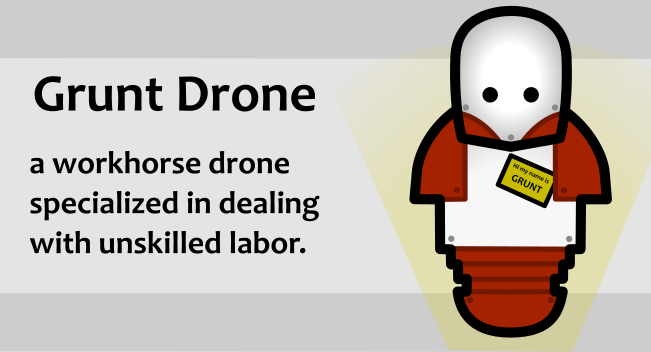 Grunt Drone
a workhorse drone
specialized in dealing
with unskilled labor.
Hi my name is
GRUNT